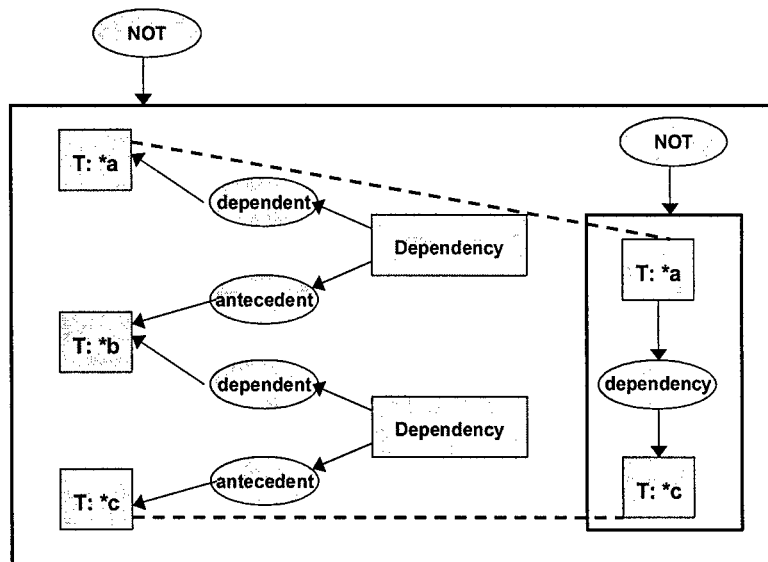 NOT
T: *a
NOT
dependent
Dependency
T: *a
antecedent
T: *b
dependent
dependency
Dependency
antecedent
T: *c
T: *c